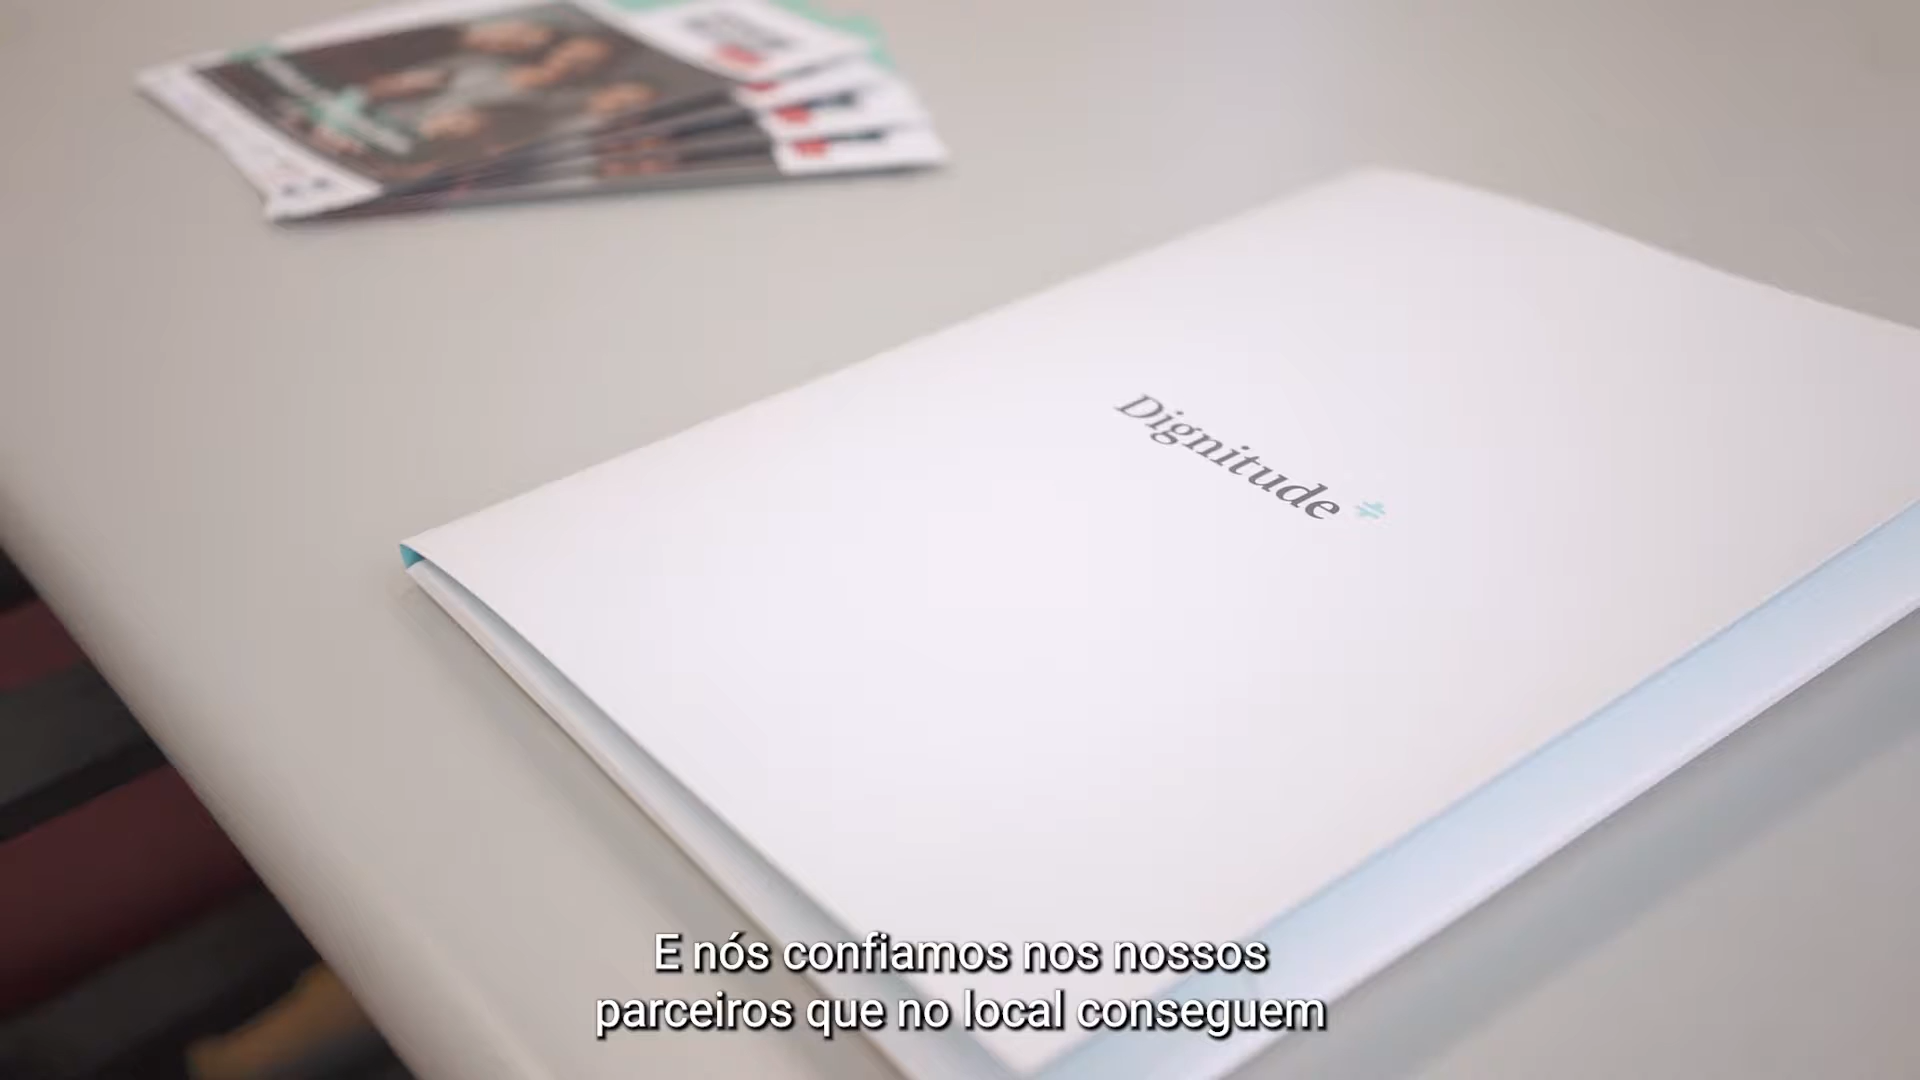 Dignitude
E nós confiamos nos nossos
parceiros que no local conseguem